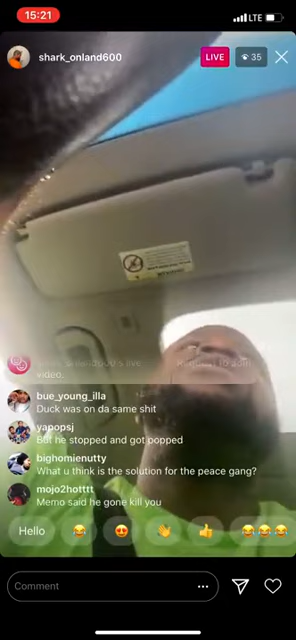 15:21
LTE
shark_onland600
LIVE
35
video.
bue_young_illa
Duck was on da same shit
yapopsj
But he stopped and got popped
bighomienutty
What u think is the solution for the peace gang?
mojo2hotttt
Memo said he gone kill you
Hello
Comment